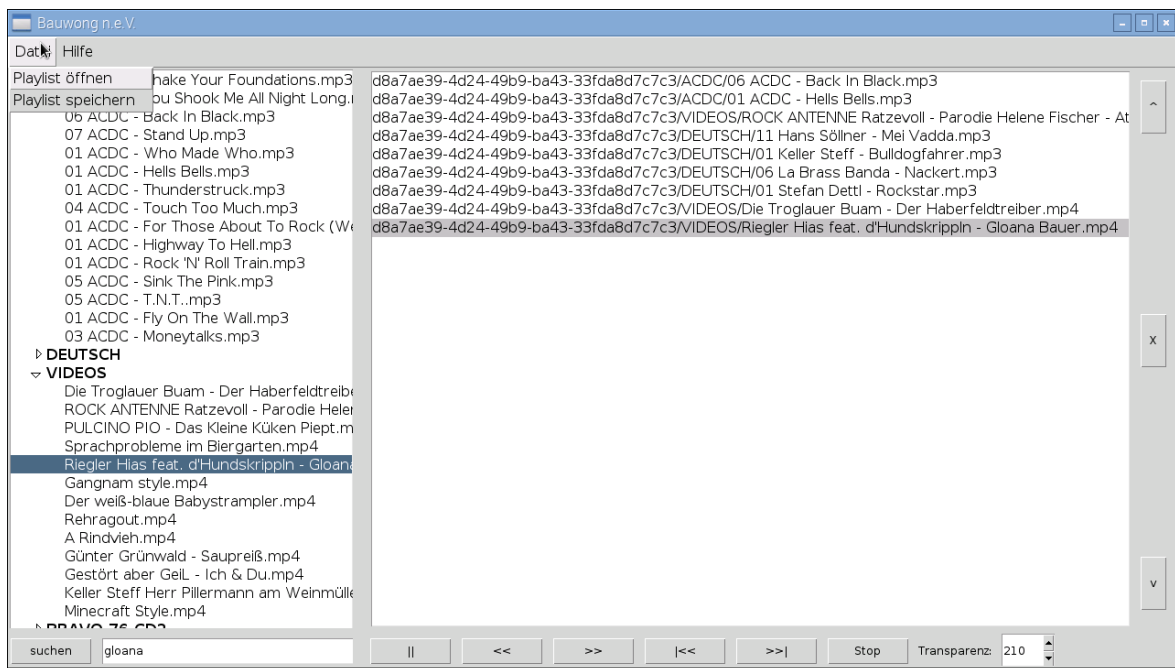 Bauwong n.e.V.
Hilfe
Playlist öffnen
Playlist speichern
hake Your Foundations.mp3
ou Shook Me All Night Long.
06 ACDC - Back In Black.mp3
07 ACDC - Stand Up.mp3
01 ACDC - Who Made Who.mp3
01 ACDC - Hells Bells.mp3
01 ACDC - Thunderstruck.mp3
04 ACDC - Touch Too Much.mp3
01 ACDC - For Those About To Rock (We
01 ACDC - Highway To Hell.mp3
01 ACDC - Rock 'N' Roll Train.mp3
05 ACDC - Sink The Pink.mp3
05 ACDC - T.N.T..mp3
01 ACDC - Fly On The Wall.mp3
03 ACDC - Moneytalks.mp3
DEUTSCH
VIDEOS
Die Troglauer Buam - Der Haberfeldtreibe
ROCK ANTENNE Ratzevoll - Parodie Heler
PULCINO PIO - Das Kleine Küken Piept.m
Sprachprobleme im Biergarten.mp4
Riegler Hias feat. d'Hundskrippln - Gloana
Gangnam style.mp4
Der weiß-blaue Babystrampler.mp4
Rehragout.mp4
A Rindvieh.mp4
Günter Grünwald - Saupreiß.mp4
Gestört aber GeiL - Ich & Du.mp4
Keller Steff Herr Pillermann am Weinmülle
Minecraft Style.mp4
BRAVO 76 CD2
d8a7ae39-4d24-49b9-ba43-33fda8d7c7c3/ACDC/06 ACDC - Back In Black.mp3
d8a7ae39-4d24-49b9-ba43-33fda8d7c7c3/ACDC/01 ACDC - Hells Bells.mp3
d8a7ae39-4d24-49b9-ba43-33fda8d7c7c3/VIDEOS/ROCK ANTENNE Ratzevoll - Parodie Helene Fischer - At
d8a7ae39-4d24-49b9-ba43-33fda8d7c7c3/DEUTSCH/11 Hans Söllner - Mei Vadda.mp3
d8a7ae39-4d24-49b9-ba43-33fda8d7c7c3/DEUTSCH/01 Keller Steff - Bulldogfahrer.mp3
d8a7ae39-4d24-49b9-ba43-33fda8d7c7c3/DEUTSCH/06 La Brass Banda - Nackert.mp3
d8a7ae39-4d24-49b9-ba43-33fda8d7c7c3/DEUTSCH/01 Stefan Dettl - Rockstar.mp3
d8a7ae39-4d24-49b9-ba43-33fda8d7c7c3/VIDEOS/Die Troglauer Buam - Der Haberfeldtreiber.mp4
d8a7ae39-4d24-49b9-ba43-33fda8d7c7c3/VIDEOS/Riegler Hias feat. d'Hundskrippln - Gloana Bauer.mp4
^
x
v
suchen gloana || << >> |<< >>| Stop Transparenz: 210